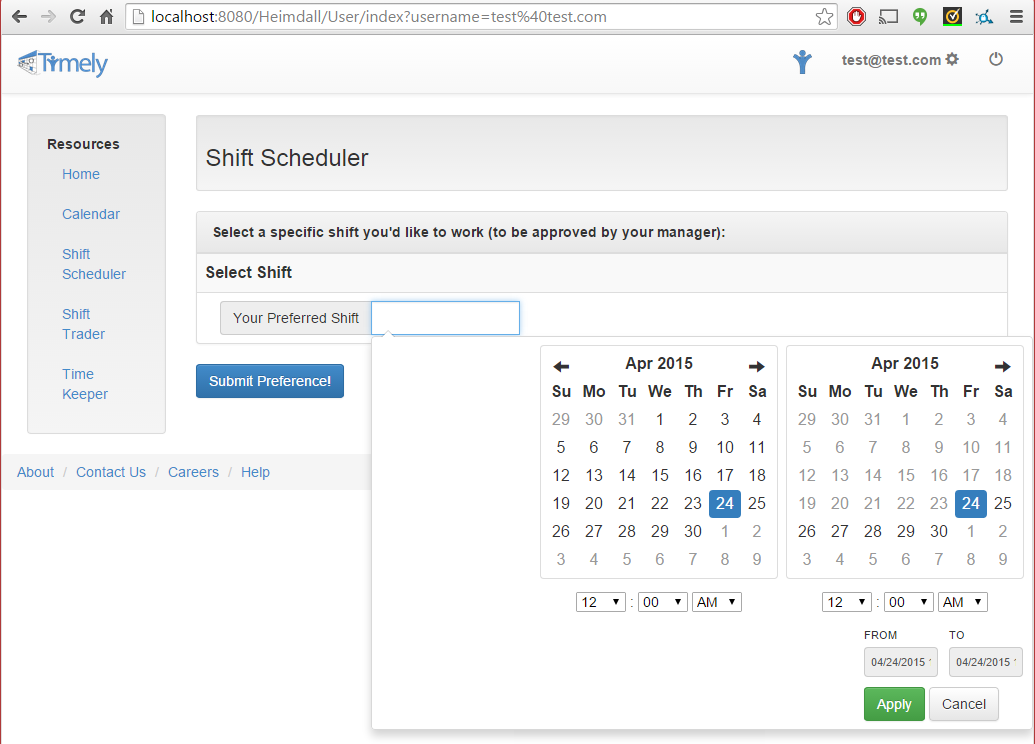 localhost:8080/Heimdall/User/index?username=test%40test.com
Timely
test@test.com
Resources
Home
Calendar
Shift
Scheduler
Shift
Trader
Time
Keeper
Shift Scheduler
Select a specific shift you'd like to work (to be approved by your manager):
Select Shift
Your Preferred Shift
Submit Preference!
About / Contact Us / Careers / Help
Apr 2015
Su Mo Tu We Th Fr Sa
29 30 31 1 2 3 4
5 6 7 8 9 10 11
12 13 14 15 16 17 18
19 20 21 22 23 24 25
26 27 28 29 30 1 2
3 4 5 6 7 8 9
12 : 00 AM
Apr 2015
Su Mo Tu We Th Fr Sa
29 30 31 1 2 3 4
5 6 7 8 9 10 11
12 13 14 15 16 17 18
19 20 21 22 23 24 25
26 27 28 29 30 1 2
3 4 5 6 7 8 9
12 : 00 AM
FROM TO
04/24/2015 04/24/2015
Apply Cancel